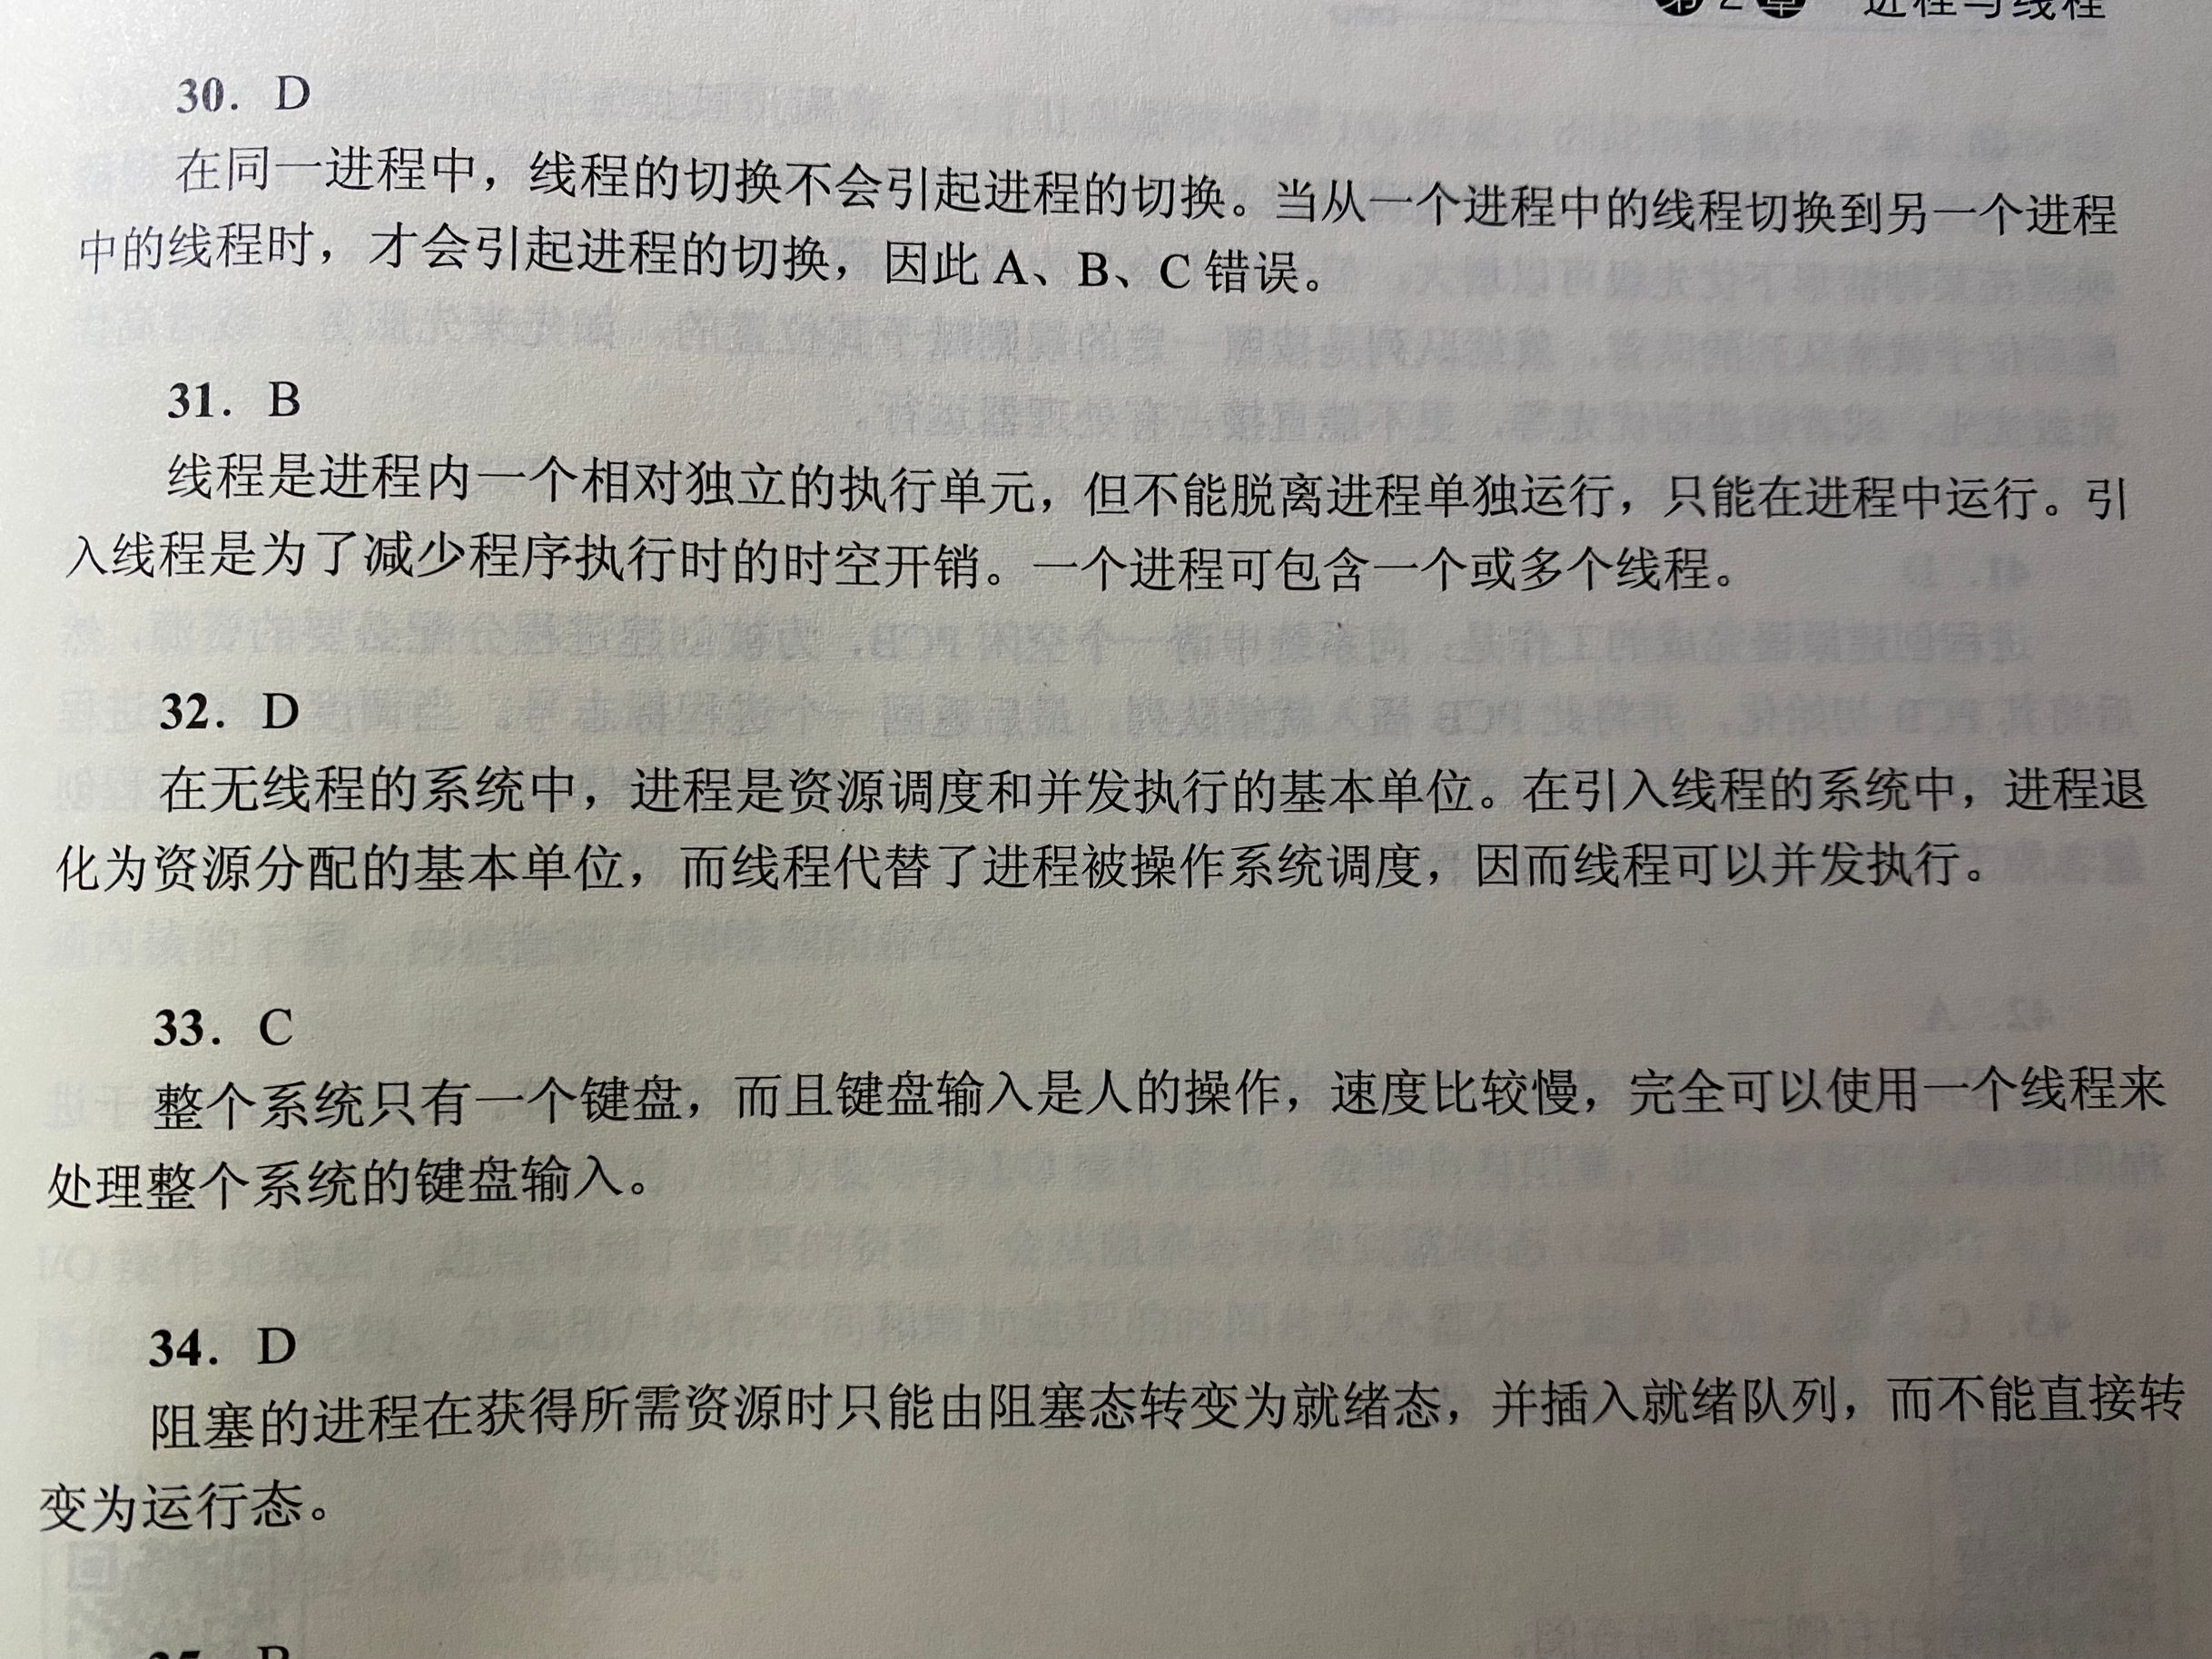 进程与线程
30. D
在同一进程中，线程的切换不会引起进程的切换。当从一个进程中的线程切换到另一个进程
中的线程时，才会引起进程的切换，因此 A、B、C 错误。
31. B
线程是进程内一个相对独立的执行单元，但不能脱离进程单独运行，只能在进程中运行。引
入线程是为了减少程序执行时的时空开销。一个进程可包含一个或多个线程。
32. D
在无线程的系统中，进程是资源调度和并发执行的基本单位。在引入线程的系统中，进程退
化为资源分配的基本单位，而线程代替了进程被操作系统调度，因而线程可以并发执行。
33. C
整个系统只有一个键盘，而且键盘输入是人的操作，速度比较慢，完全可以使用一个线程来
处理整个系统的键盘输入。
34. D
阻塞的进程在获得所需资源时只能由阻塞态转变为就绪态，并插入就绪队列，而不能直接转
变为运行态。